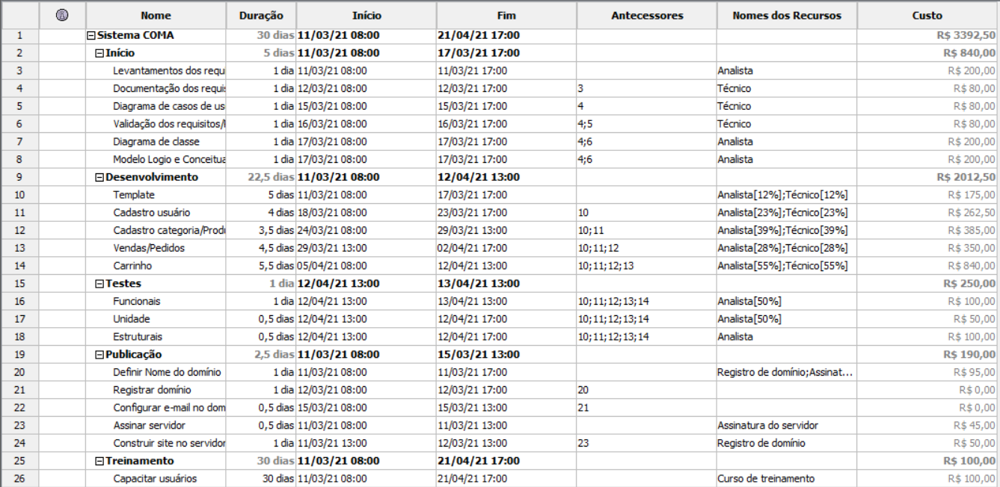 Nome Duração Início Fim Antecessores Nomes dos Recursos Custo
1 Sistema COMA 30 dias 11/03/21 08:00 21/04/21 17:00 R$ 3392,50
2 Início 5 dias 11/03/21 08:00 17/03/21 17:00 R$ 840,00
3 Levantamentos dos requ 1 dia 11/03/21 08:00 11/03/21 17:00 Analista R$ 200,00
4 Documentação dos requi 1 dia 12/03/21 08:00 12/03/21 17:00 3 Técnico R$ 80,00
5 Diagrama de casos de us 1 dia 15/03/21 08:00 15/03/21 17:00 4 Técnico R$ 80,00
6 Validação dos requisitos/ 1 dia 16/03/21 08:00 16/03/21 17:00 4;5 Técnico R$ 80,00
7 Diagrama de classe 1 dia 17/03/21 08:00 17/03/21 17:00 4;6 Analista R$ 200,00
8 Modelo Logio e Conceitua 1 dia 17/03/21 08:00 17/03/21 17:00 4;6 Analista R$ 200,00
9 Desenvolvimento 22,5 dias 11/03/21 08:00 12/04/21 13:00 R$ 2012,50
10 Template 5 dias 11/03/21 08:00 17/03/21 17:00 Analista[12%];Técnico[12%] R$ 175,00
11 Cadastro usuário 4 dias 18/03/21 08:00 23/03/21 17:00 10 Analista[23%];Técnico[23%] R$ 262,50
12 Cadastro categoria/Prod 3,5 dias 24/03/21 08:00 29/03/21 13:00 10;11 Analista[39%];Técnico[39%] R$ 385,00
13 Vendas/Pedidos 4,5 dias 29/03/21 13:00 02/04/21 17:00 10;11;12 Analista[28%];Técnico[28%] R$ 350,00
14 Carrinho 5,5 dias 05/04/21 08:00 12/04/21 13:00 10;11;12;13 Analista[55%];Técnico[55%] R$ 840,00
15 Testes 1 dia 12/04/21 13:00 13/04/21 13:00 R$ 250,00
16 Funcionais 1 dia 12/04/21 13:00 13/04/21 13:00 10;11;12;13;14 Analista[50%] R$ 100,00
17 Unidade 0,5 dias 12/04/21 13:00 12/04/21 17:00 10;11;12;13;14 Analista[50%] R$ 50,00
18 Estruturais 0,5 dias 12/04/21 13:00 12/04/21 17:00 10;11;12;13;14 Analista R$ 100,00
19 Publicação 2,5 dias 11/03/21 08:00 15/03/21 13:00 R$ 190,00
20 Definir Nome do domínio 1 dia 11/03/21 08:00 11/03/21 17:00 Registro de domínio;Assinat... R$ 95,00
21 Registrar domínio 1 dia 12/03/21 08:00 12/03/21 17:00 20 R$ 0,00
22 Configurar e-mail no dom 0,5 dias 15/03/21 08:00 15/03/21 13:00 21 R$ 0,00
23 Assinar servidor 0,5 dias 11/03/21 08:00 11/03/21 13:00 Assinatura do servidor R$ 45,00
24 Construir site no servidor 1 dia 11/03/21 13:00 12/03/21 13:00 23 Registro de domínio R$ 50,00
25 Treinamento 30 dias 11/03/21 08:00 21/04/21 17:00 R$ 100,00
26 Capacitar usuários 30 dias 11/03/21 08:00 21/04/21 17:00 Curso de treinamento R$ 100,00